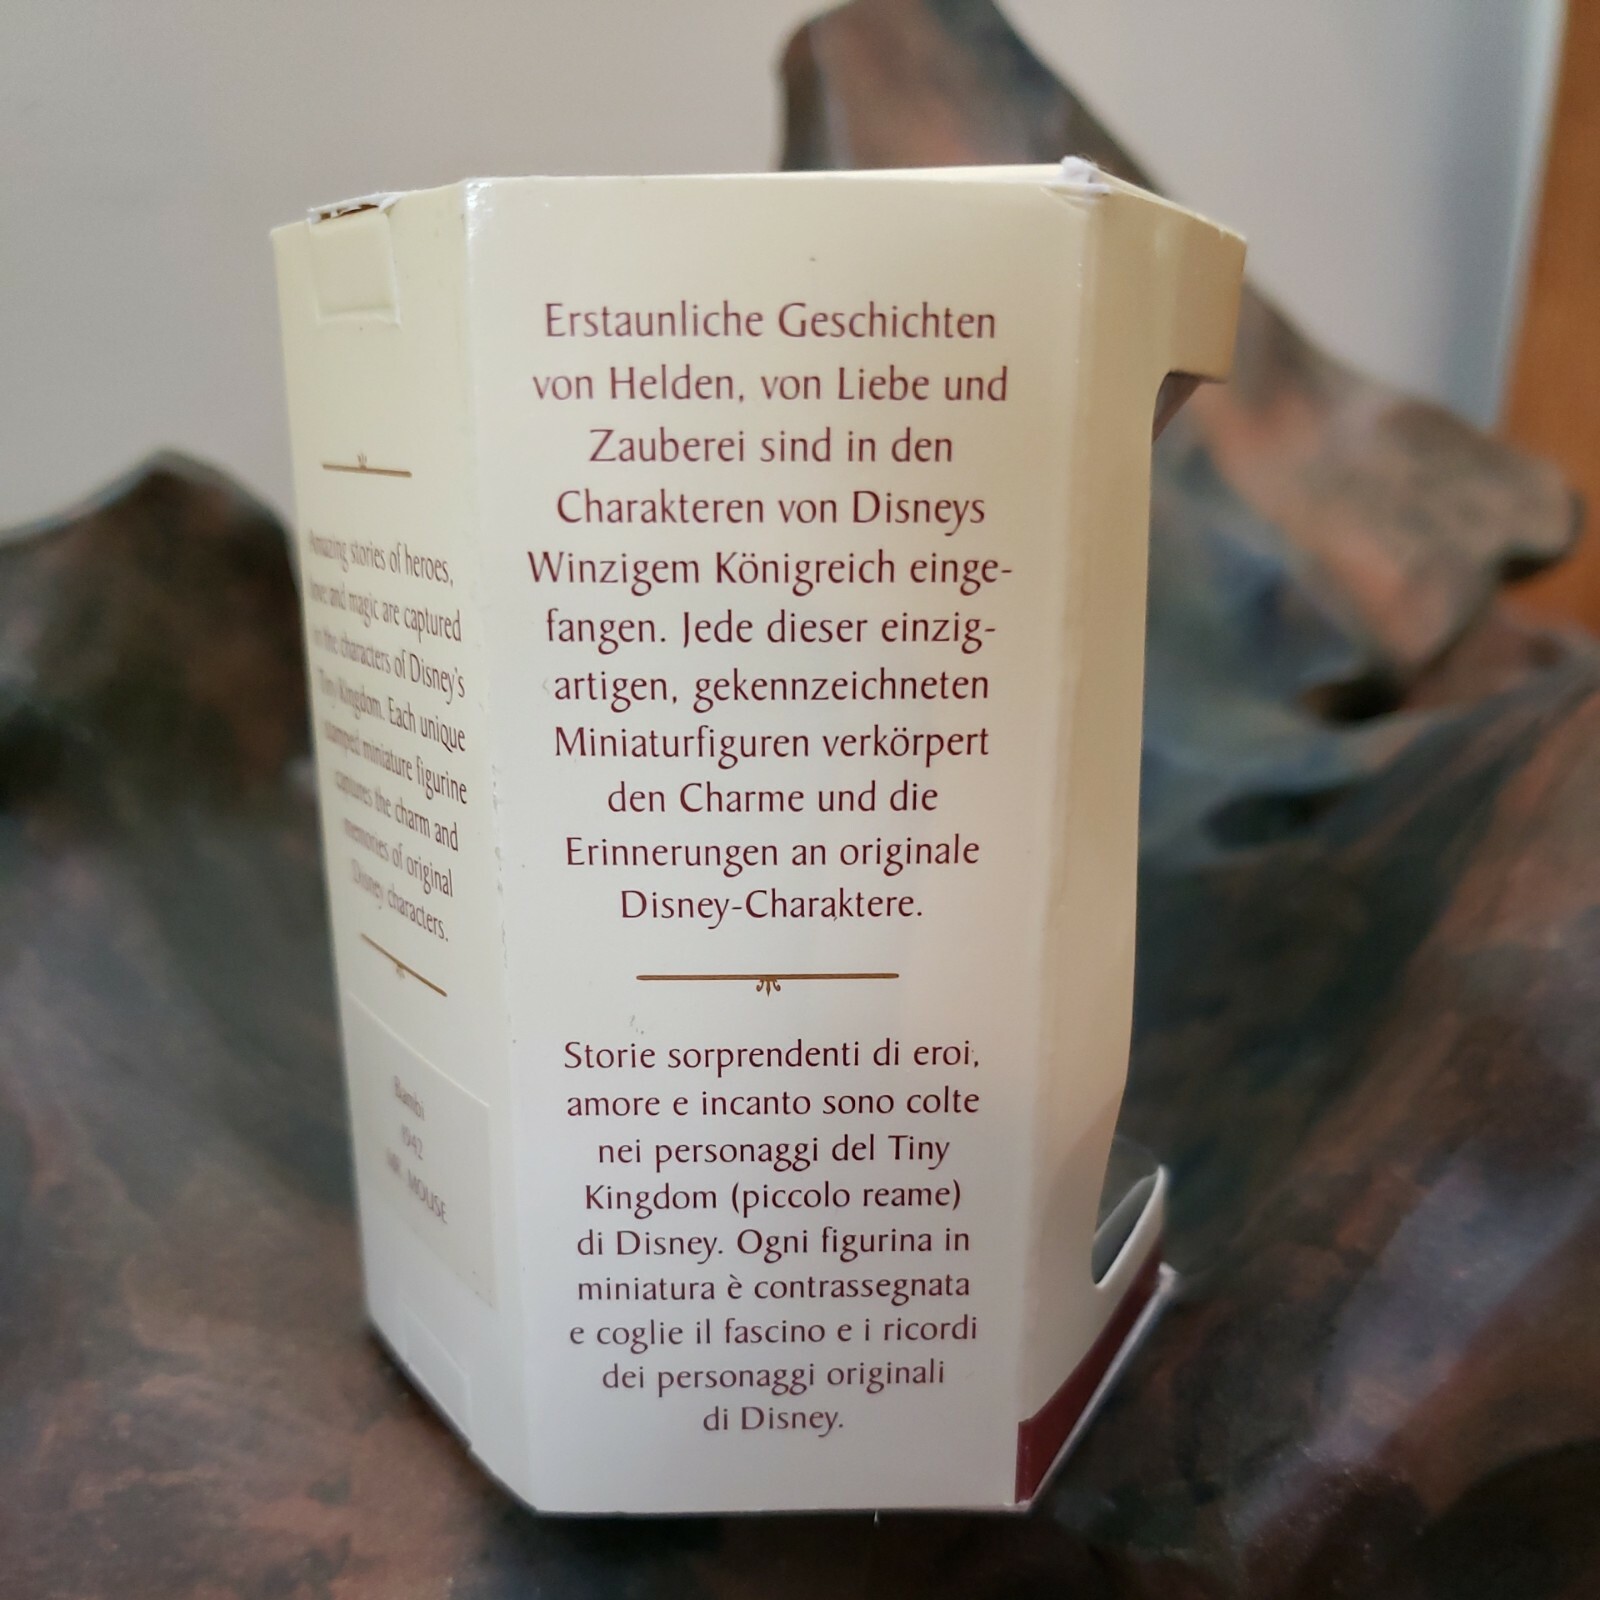 Amazing stories of heroes,
love and magic are captured
in the characters of Disney's
Tiny Kingdom. Each unique
stamped miniature figurine
captures the charm and
memories of original
Disney characters.
Bambi
1942
MR. MOUSE
Erstaunliche Geschichten
von Helden, von Liebe und
Zauberei sind in den
Charakteren von Disneys
Winzigem Königreich einge-
fangen. Jede dieser einzig-
artigen, gekennzeichneten
Miniaturfiguren verkörpert
den Charme und die
Erinnerungen an originale
Disney-Charaktere.
Storie sorprendenti di eroi,
amore e incanto sono colte
nei personaggi del Tiny
Kingdom (piccolo reame)
di Disney. Ogni figurina in
miniatura è contrassegnata
e coglie il fascino e i ricordi
dei personaggi originali
di Disney.